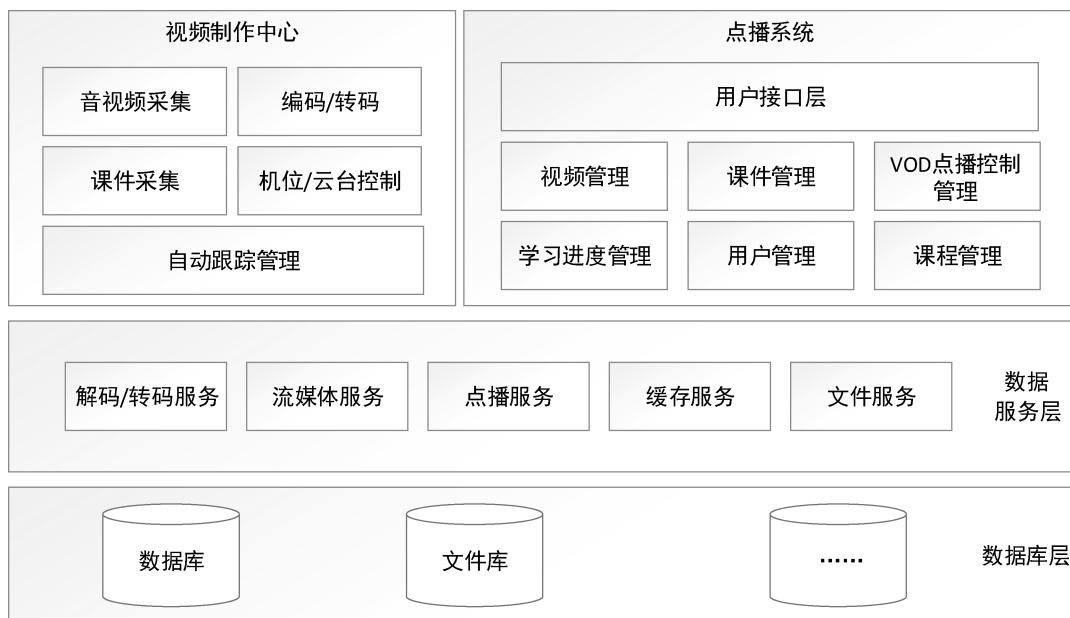 视频制作中心
音视频采集
编码/转码
课件采集
机位/云台控制
自动跟踪管理
点播系统
用户接口层
视频管理
课件管理
VOD点播控制
管理
学习进度管理
用户管理
课程管理
解码/转码服务
流媒体服务
点播服务
缓存服务
文件服务
数据
服务层
数据库
文件库
……
数据库层